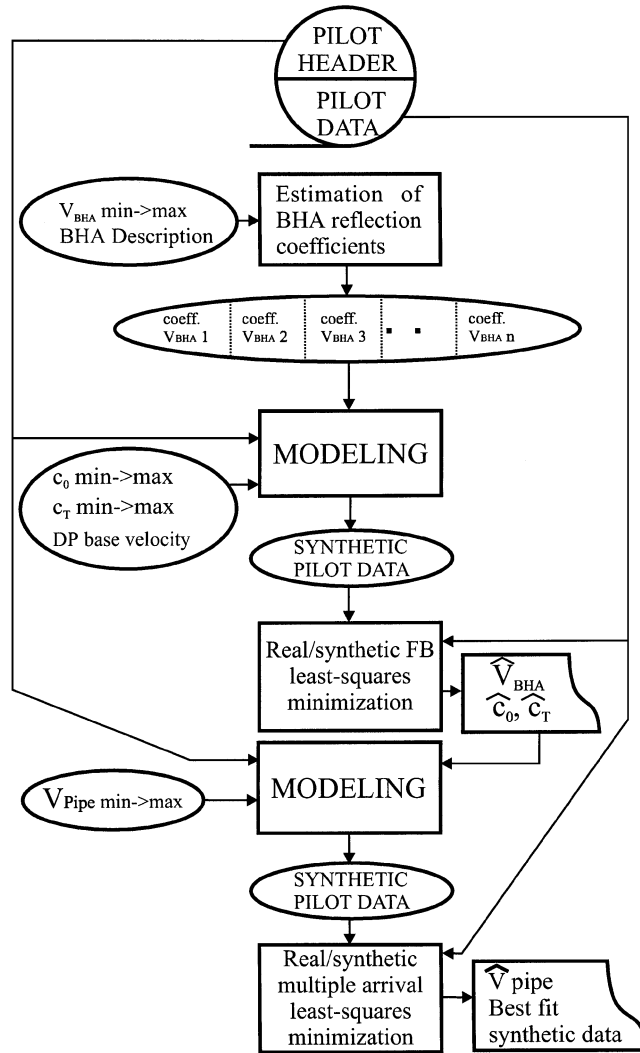 PILOT
HEADER
PILOT
DATA
V_BHA min->max
BHA Description
Estimation of
BHA reflection
coefficients
coeff.
V_BHA 1
coeff.
V_BHA 2
coeff.
V_BHA 3
. .
coeff.
V_BHA n
MODELING
c₀ min->max
c_T min->max
DP base velocity
SYNTHETIC
PILOT DATA
Real/synthetic FB
least-squares
minimization
V̂_BHA
ĉ₀, ĉ_T
MODELING
V_Pipe min->max
SYNTHETIC
PILOT DATA
Real/synthetic
multiple arrival
least-squares
minimization
V̂ pipe
Best fit
synthetic data